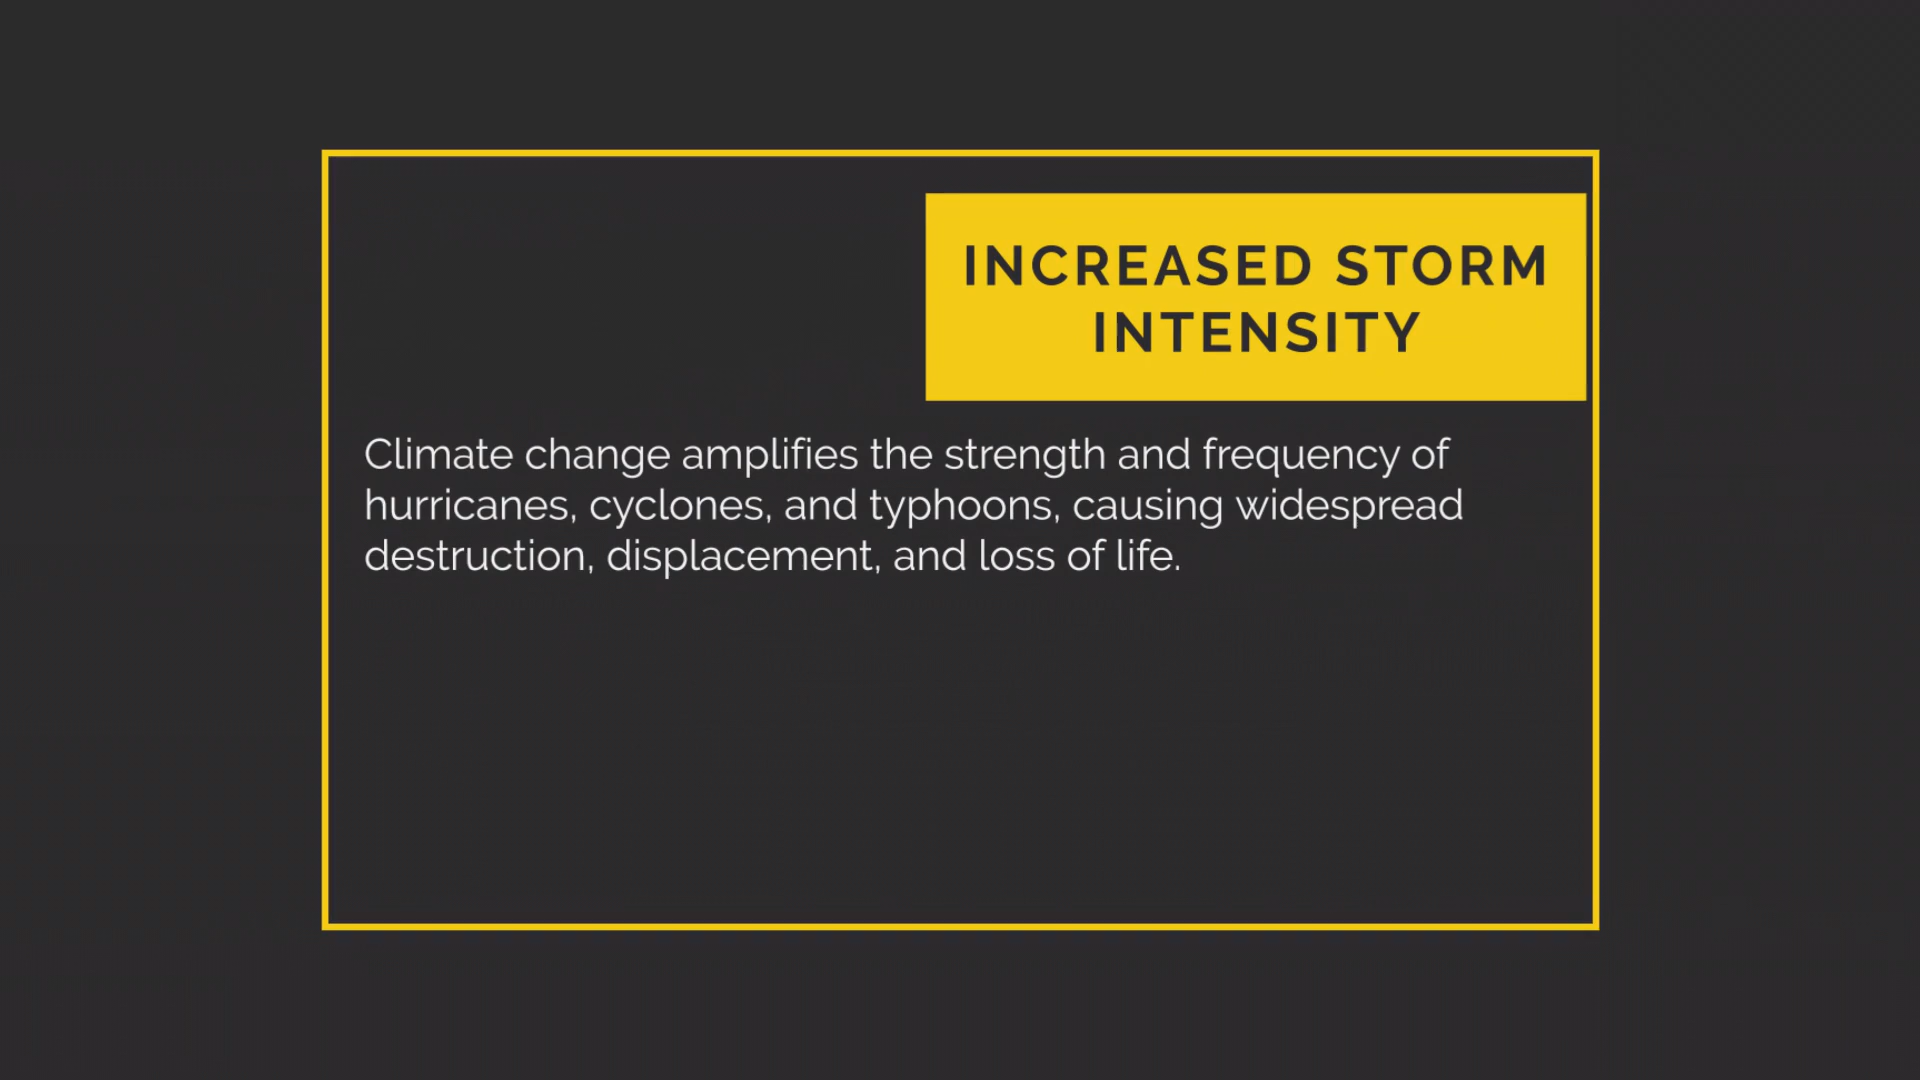 INCREASED STORM
INTENSITY
Climate change amplifies the strength and frequency of
hurricanes, cyclones, and typhoons, causing widespread
destruction, displacement, and loss of life.